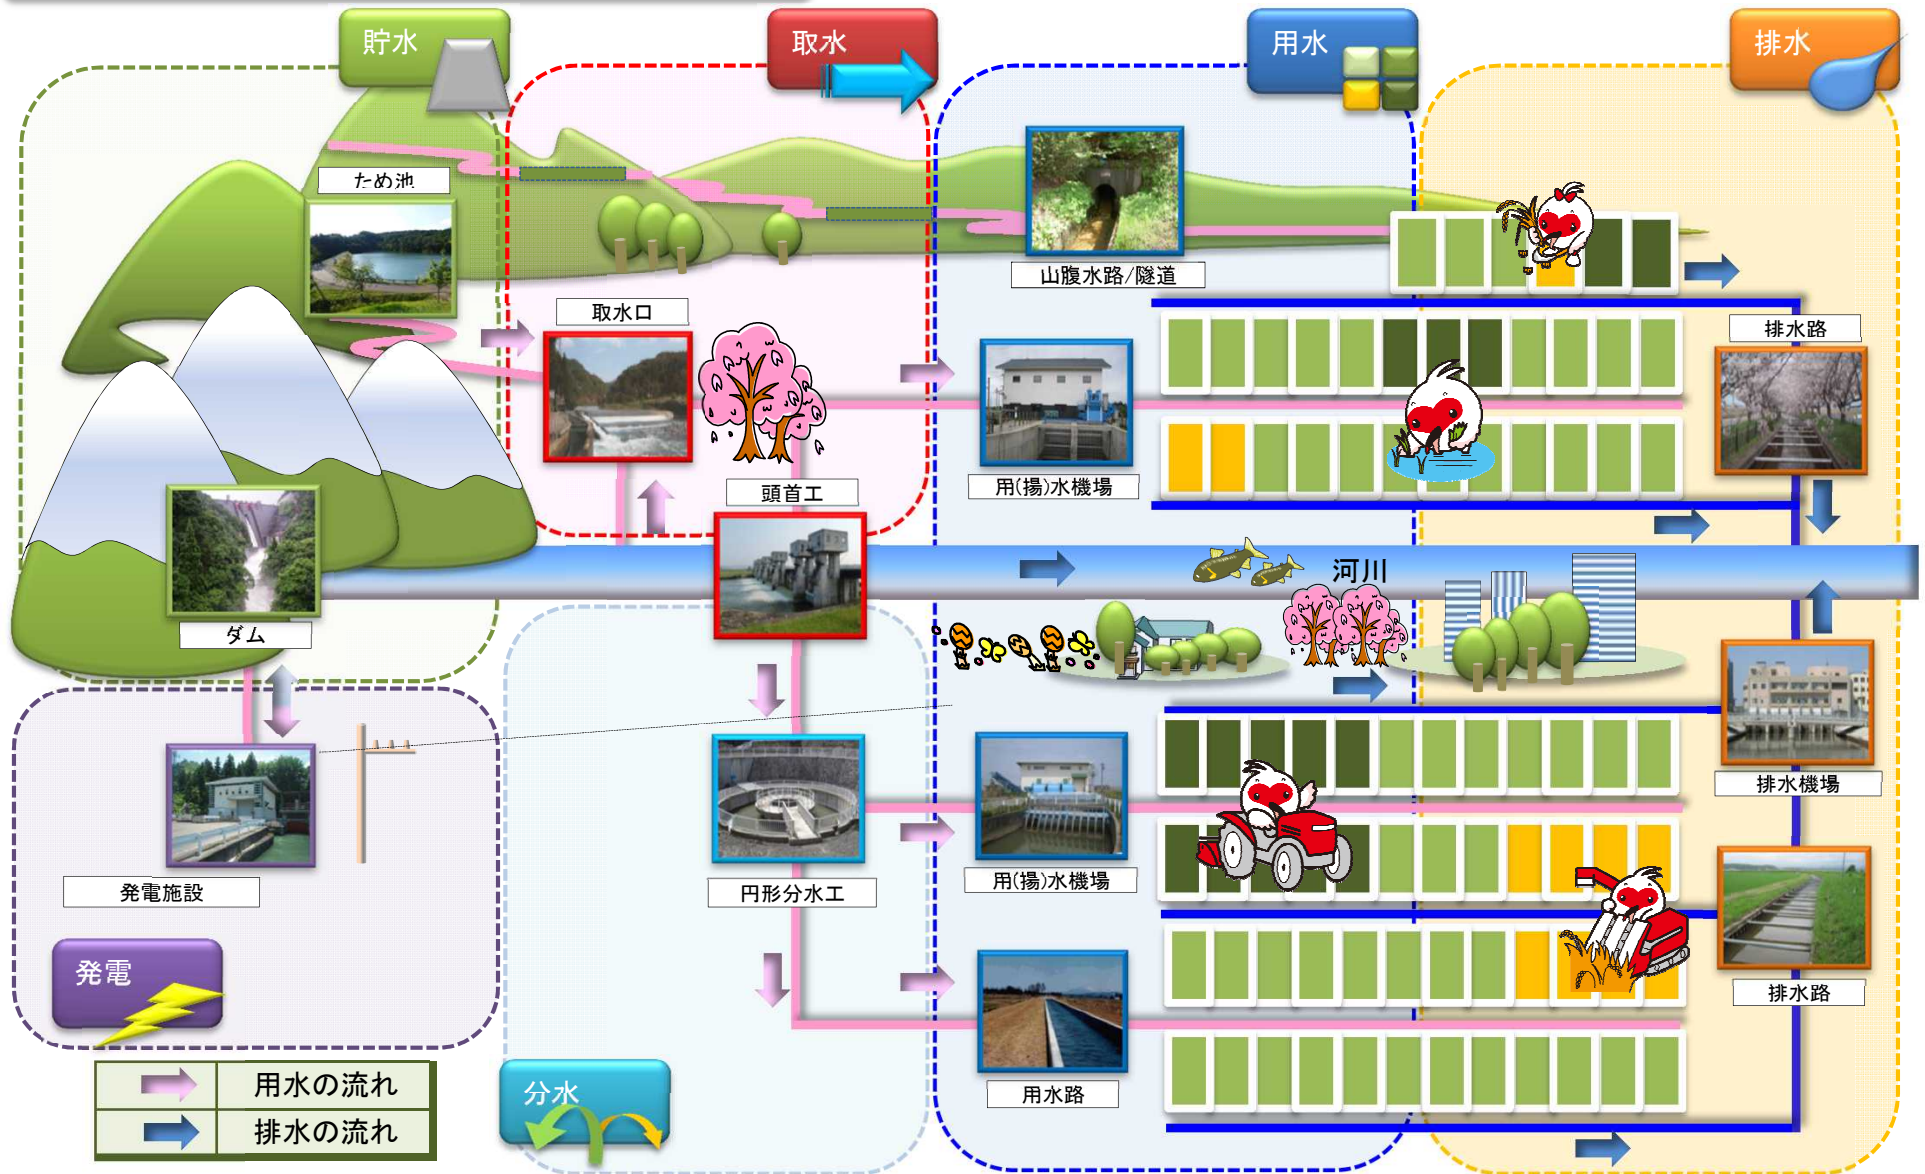 貯水
取水
用水
排水
ため池
山腹水路/隧道
取水口
排水路
用(揚)水機場
頭首工
河川
ダム
排水機場
発電施設
円形分水工
用(揚)水機場
発電
排水路
用水路
分水
用水の流れ
排水の流れ